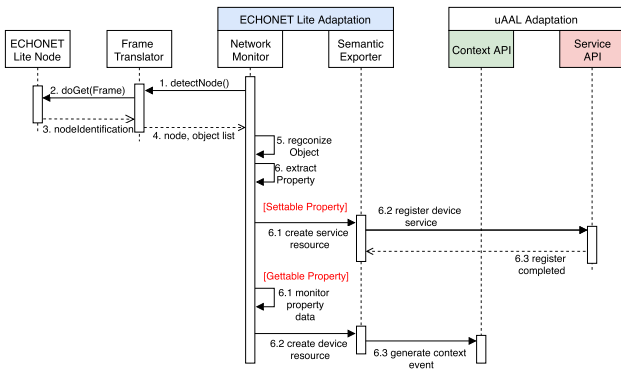 ECHONET Lite Adaptation
uAAL Adaptation
ECHONET
Lite Node
Frame
Translator
Network
Monitor
Semantic
Exporter
Context API
Service
API
1. detectNode()
2. doGet(Frame)
3. nodeIdentification
4. node, object list
5. regconize
Object
6. extract
Property
[Settable Property]
6.1 create service
resource
6.2 register device
service
6.3 register
completed
[Gettable Property]
6.1 monitor
property
data
6.2 create device
resource
6.3 generate context
event